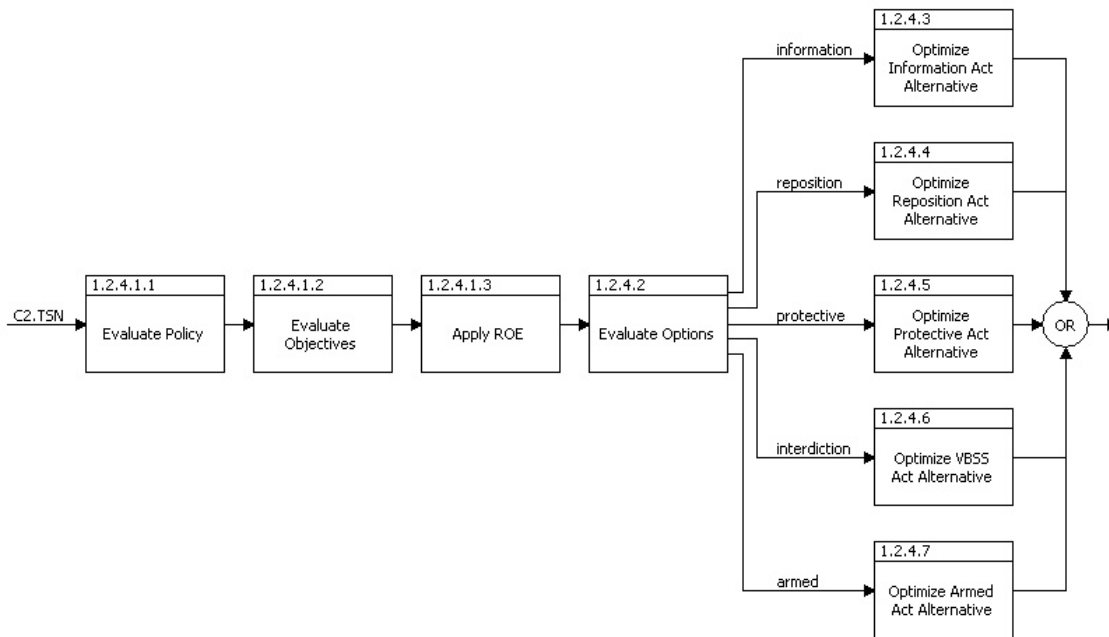 1.2.4.3
information
Optimize
Information Act
Alternative
1.2.4.4
reposition
Optimize
Reposition Act
Alternative
C2.TSN
1.2.4.1.1
Evaluate Policy
1.2.4.1.2
Evaluate
Objectives
1.2.4.1.3
Apply ROE
1.2.4.2
Evaluate Options
protective
1.2.4.5
Optimize
Protective Act
Alternative
OR
interdiction
1.2.4.6
Optimize VBSS
Act Alternative
armed
1.2.4.7
Optimize Armed
Act Alternative